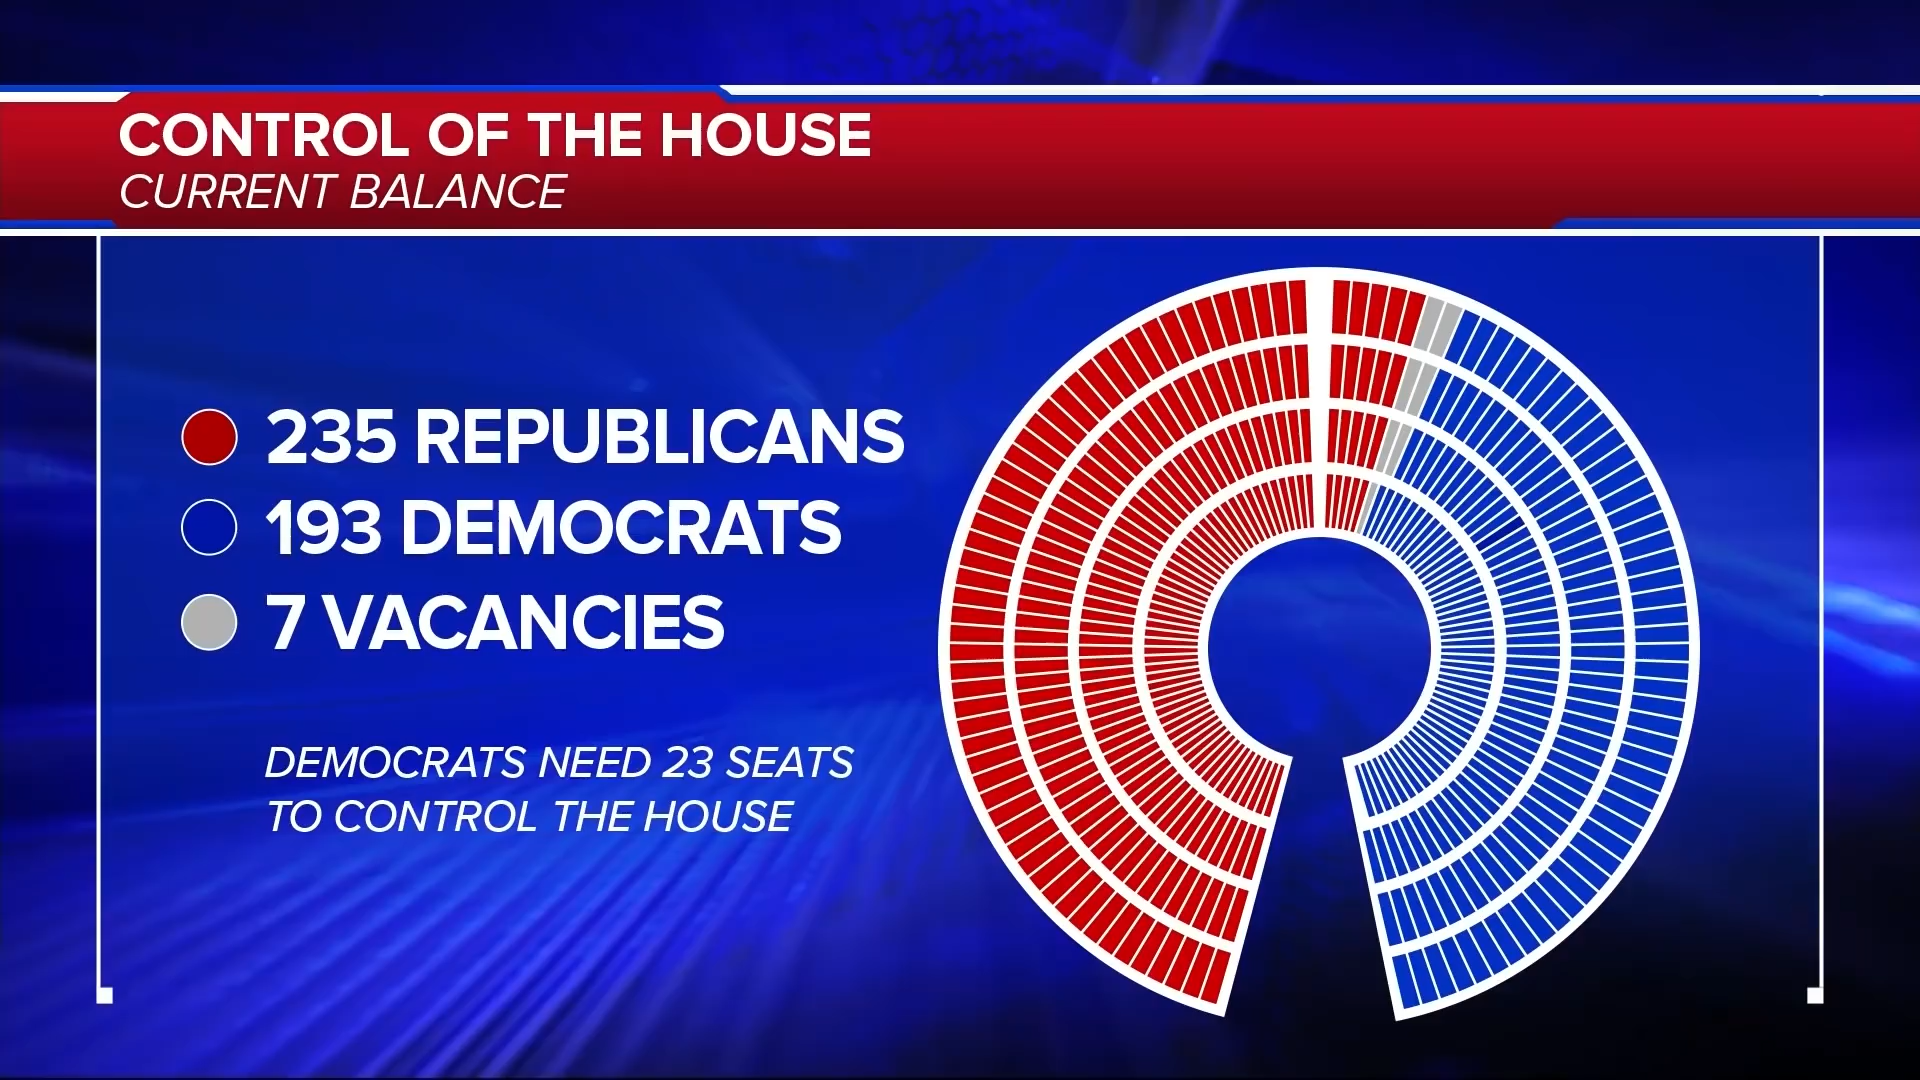 CONTROL OF THE HOUSE
CURRENT BALANCE
235 REPUBLICANS
193 DEMOCRATS
7 VACANCIES
DEMOCRATS NEED 23 SEATS
TO CONTROL THE HOUSE